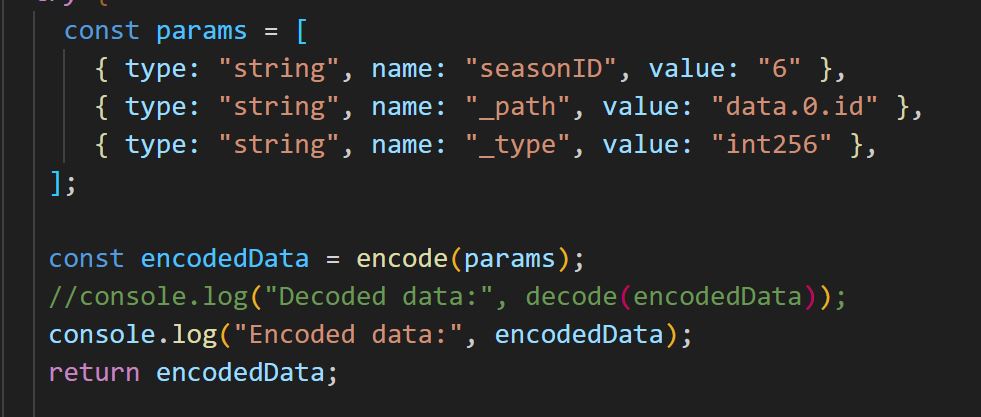 try {
const params = [
{ type: "string", name: "seasonID", value: "6" },
{ type: "string", name: "_path", value: "data.0.id" },
{ type: "string", name: "_type", value: "int256" },
];
const encodedData = encode(params);
//console.log("Decoded data:", decode(encodedData));
console.log("Encoded data:", encodedData);
return encodedData;